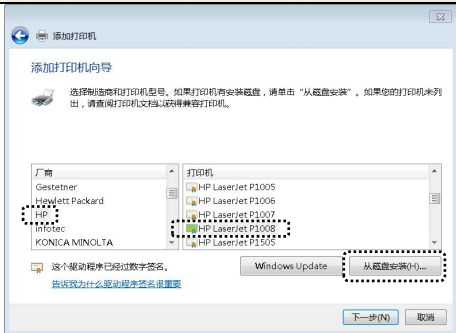 添加打印机
添加打印机向导
选择制造商和打印机型号。如果打印机有安装磁盘，请单击“从磁盘安装”。如果您的打印机未列
出，请查阅打印机文档以获得兼容打印机。
厂商
Gestetner
Hewlett Packard
HP
infotec
KONICA MINOLTA
打印机
HP LaserJet P1005
HP LaserJet P1006
HP LaserJet P1007
HP LaserJet P1008
HP LaserJet P1505
这个驱动程序已经过数字签名。
告诉我为什么驱动程序签名很重要
Windows Update
从磁盘安装(H)...
下一步(N)
取消